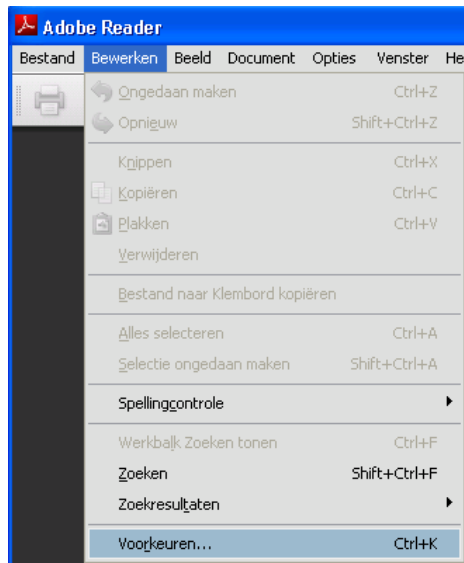 Adobe Reader
Bestand Bewerken Beeld Document Opties Venster He
Ongedaan maken Ctrl+Z
Opnieuw Shift+Ctrl+Z
Knippen Ctrl+X
Kopiëren Ctrl+C
Plakken Ctrl+V
Verwijderen
Bestand naar Klembord kopiëren
Alles selecteren Ctrl+A
Selectie ongedaan maken Shift+Ctrl+A
Spellingcontrole
Werkbalk Zoeken tonen Ctrl+F
Zoeken Shift+Ctrl+F
Zoekresultaten
Voorkeuren... Ctrl+K